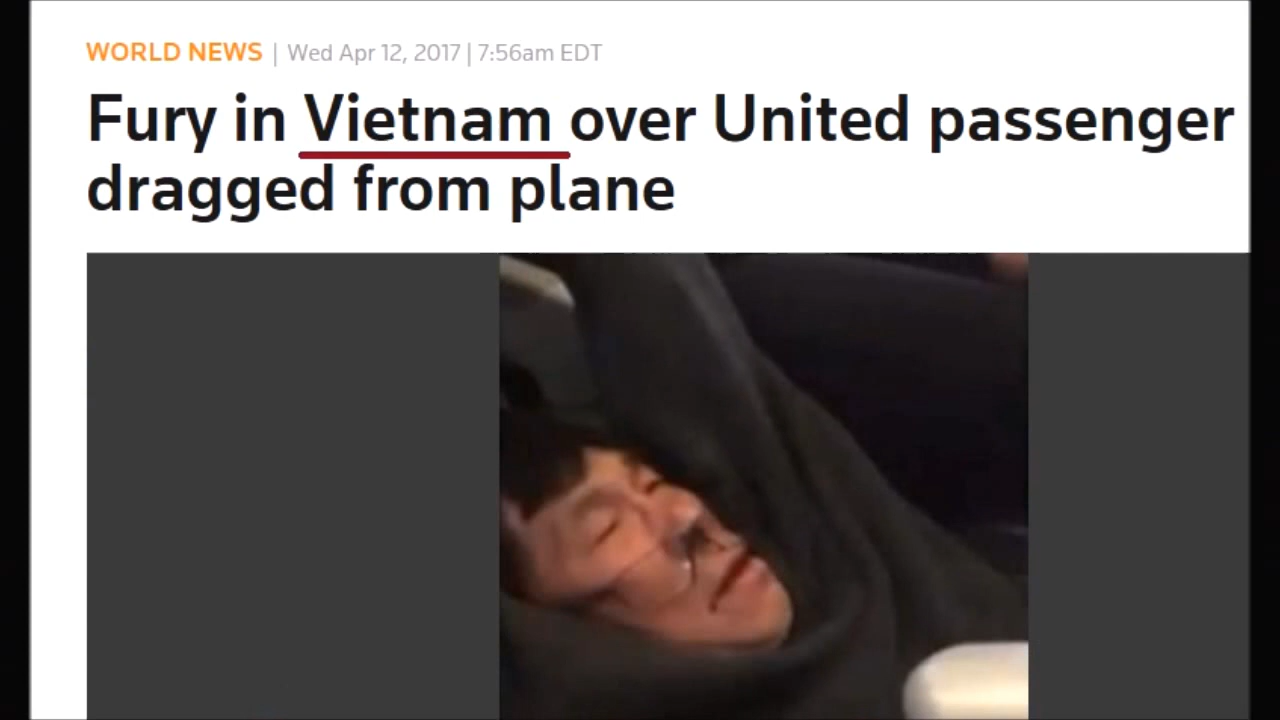 WORLD NEWS | Wed Apr 12, 2017 | 7:56am EDT
Fury in Vietnam over United passenger
dragged from plane